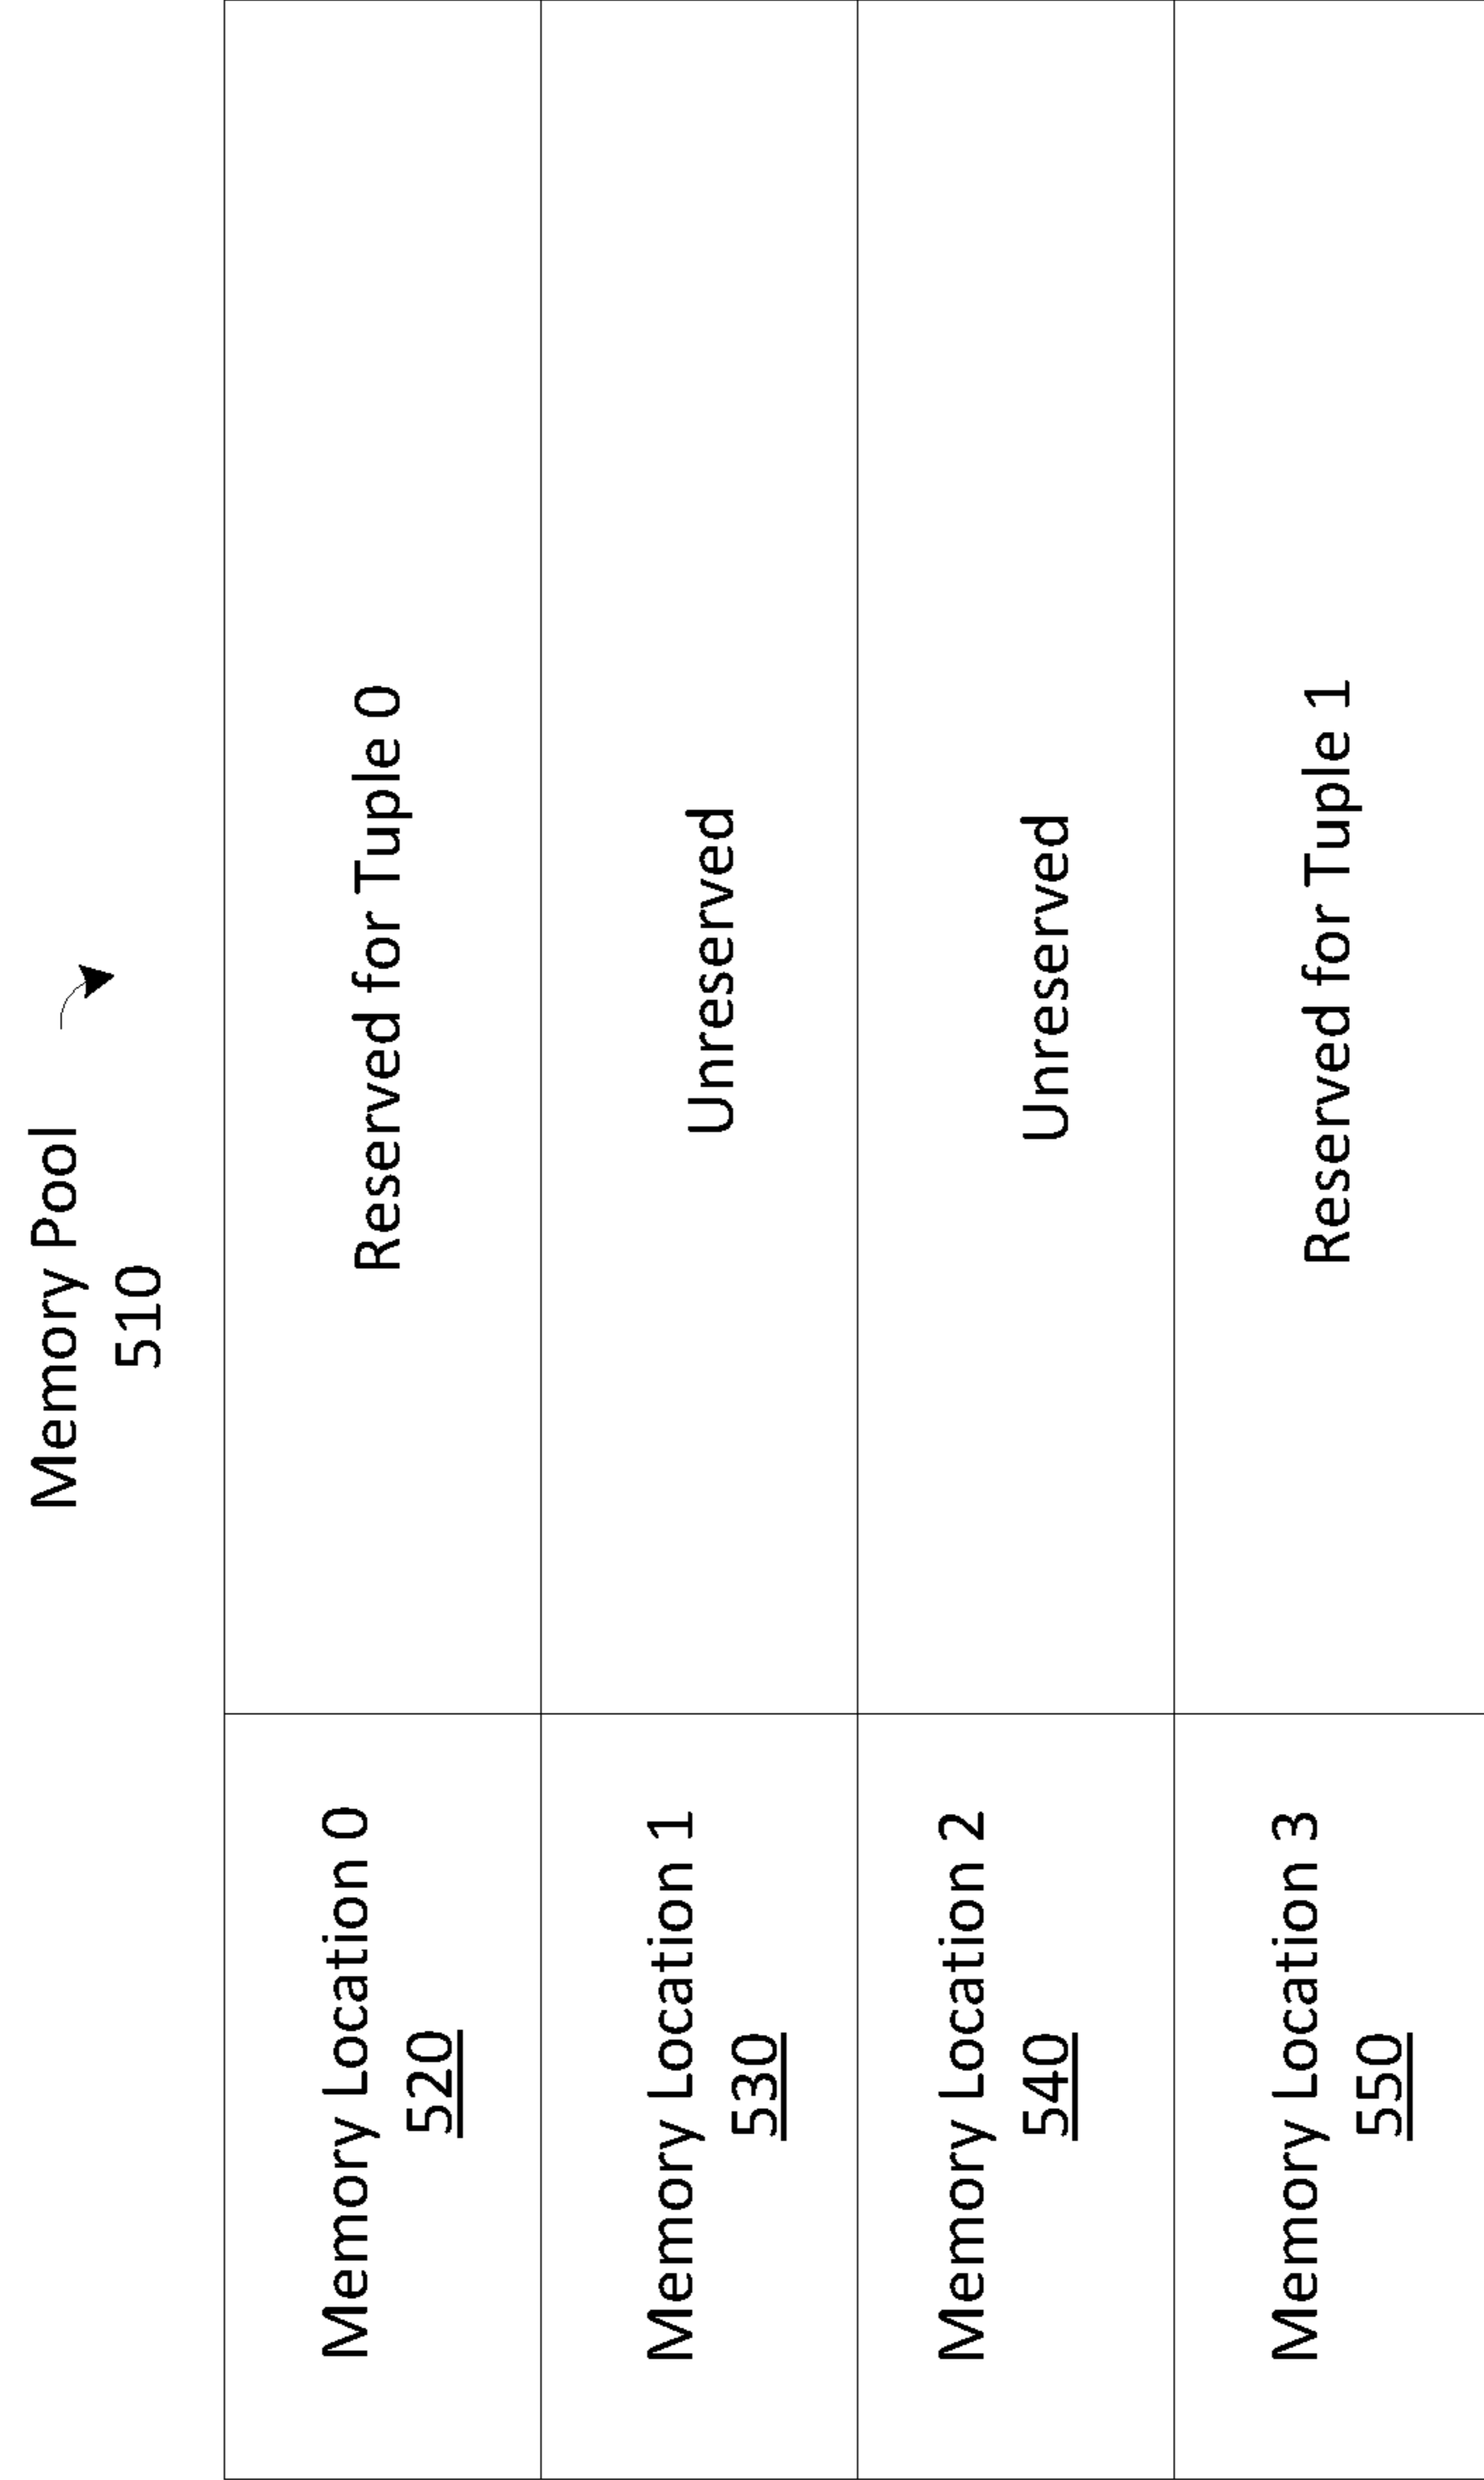 Memory Pool
510
Memory Location 0
520
Reserved for Tuple 0
Memory Location 1
530
Unreserved
Memory Location 2
540
Unreserved
Memory Location 3
550
Reserved for Tuple 1